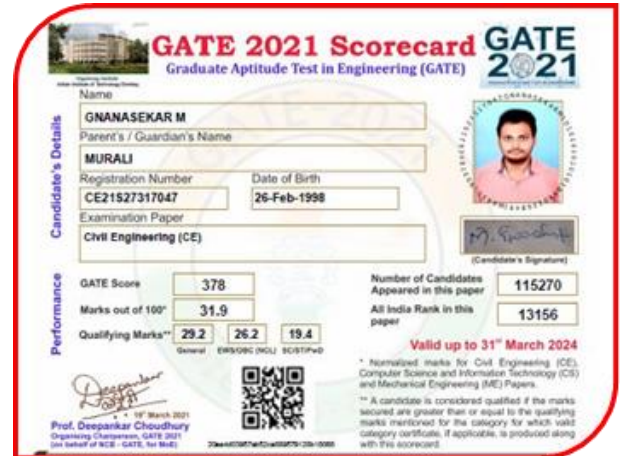 GATE 2021 Scorecard
Graduate Aptitude Test in Engineering (GATE)
GATE
2021
Organising Institute
Candidate's Details
Name
GNANASEKAR M
Parent's / Guardian's Name
MURALI
Registration Number
Date of Birth
CE21S27317047
26-Feb-1998
Examination Paper
Civil Engineering (CE)
(Candidate's Signature)
Performance
GATE Score
378
Marks out of 100*
31.9
Qualifying Marks**
29.2
26.2
19.4
General
EWS/OBC (NCL)
SC/ST/PwD
Number of Candidates
Appeared in this paper
115270
All India Rank in this
paper
13156
Valid up to 31st March 2024
* Normalized marks for Civil Engineering (CE),
Computer Science and Information Technology (CS)
and Mechanical Engineering (ME) Papers.
** A candidate is considered qualified if the marks
secured are greater than or equal to the qualifying
marks mentioned for the category for which valid
category certificate, if applicable, is produced along
with this scorecard.
Deepankar
19th March 2021
Prof. Deepankar Choudhury
Organising Chairperson, GATE 2021
(on behalf of NCB - GATE, for MoE)